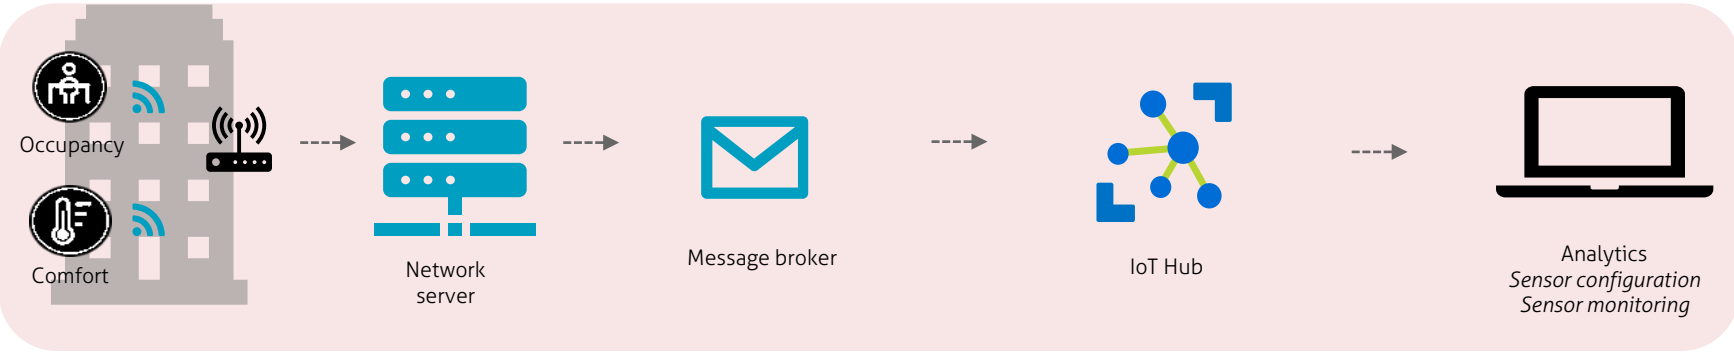 Occupancy
Comfort
Network
server
Message broker
IoT Hub
Analytics
Sensor configuration
Sensor monitoring